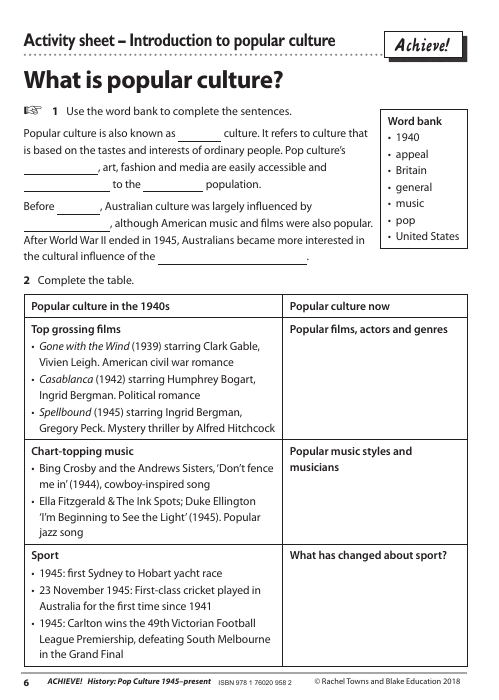 Activity sheet – Introduction to popular culture
Achieve!
What is popular culture?
☞ 1 Use the word bank to complete the sentences.
Popular culture is also known as ______ culture. It refers to culture that
is based on the tastes and interests of ordinary people. Pop culture's
____________, art, fashion and media are easily accessible and
______________ to the __________ population.
Before _______, Australian culture was largely influenced by
______________, although American music and films were also popular.
After World War II ended in 1945, Australians became more interested in
the cultural influence of the ________________________.
Word bank
• 1940
• appeal
• Britain
• general
• music
• pop
• United States
2 Complete the table.
Popular culture in the 1940s
Popular culture now
Top grossing films
• Gone with the Wind (1939) starring Clark Gable,
Vivien Leigh. American civil war romance
• Casablanca (1942) starring Humphrey Bogart,
Ingrid Bergman. Political romance
• Spellbound (1945) starring Ingrid Bergman,
Gregory Peck. Mystery thriller by Alfred Hitchcock
Popular films, actors and genres
Chart-topping music
• Bing Crosby and the Andrews Sisters, 'Don't fence
me in' (1944), cowboy-inspired song
• Ella Fitzgerald & The Ink Spots; Duke Ellington
'I'm Beginning to See the Light' (1945). Popular
jazz song
Popular music styles and
musicians
Sport
• 1945: first Sydney to Hobart yacht race
• 23 November 1945: First-class cricket played in
Australia for the first time since 1941
• 1945: Carlton wins the 49th Victorian Football
League Premiership, defeating South Melbourne
in the Grand Final
What has changed about sport?
6 ACHIEVE! History: Pop Culture 1945–present ISBN 978 1 76020 958 2 © Rachel Towns and Blake Education 2018